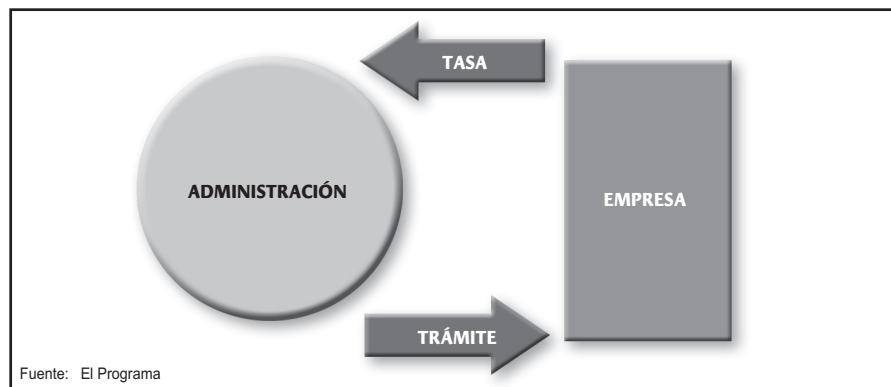 TASA
ADMINISTRACIÓN
EMPRESA
TRÁMITE
Fuente: El Programa